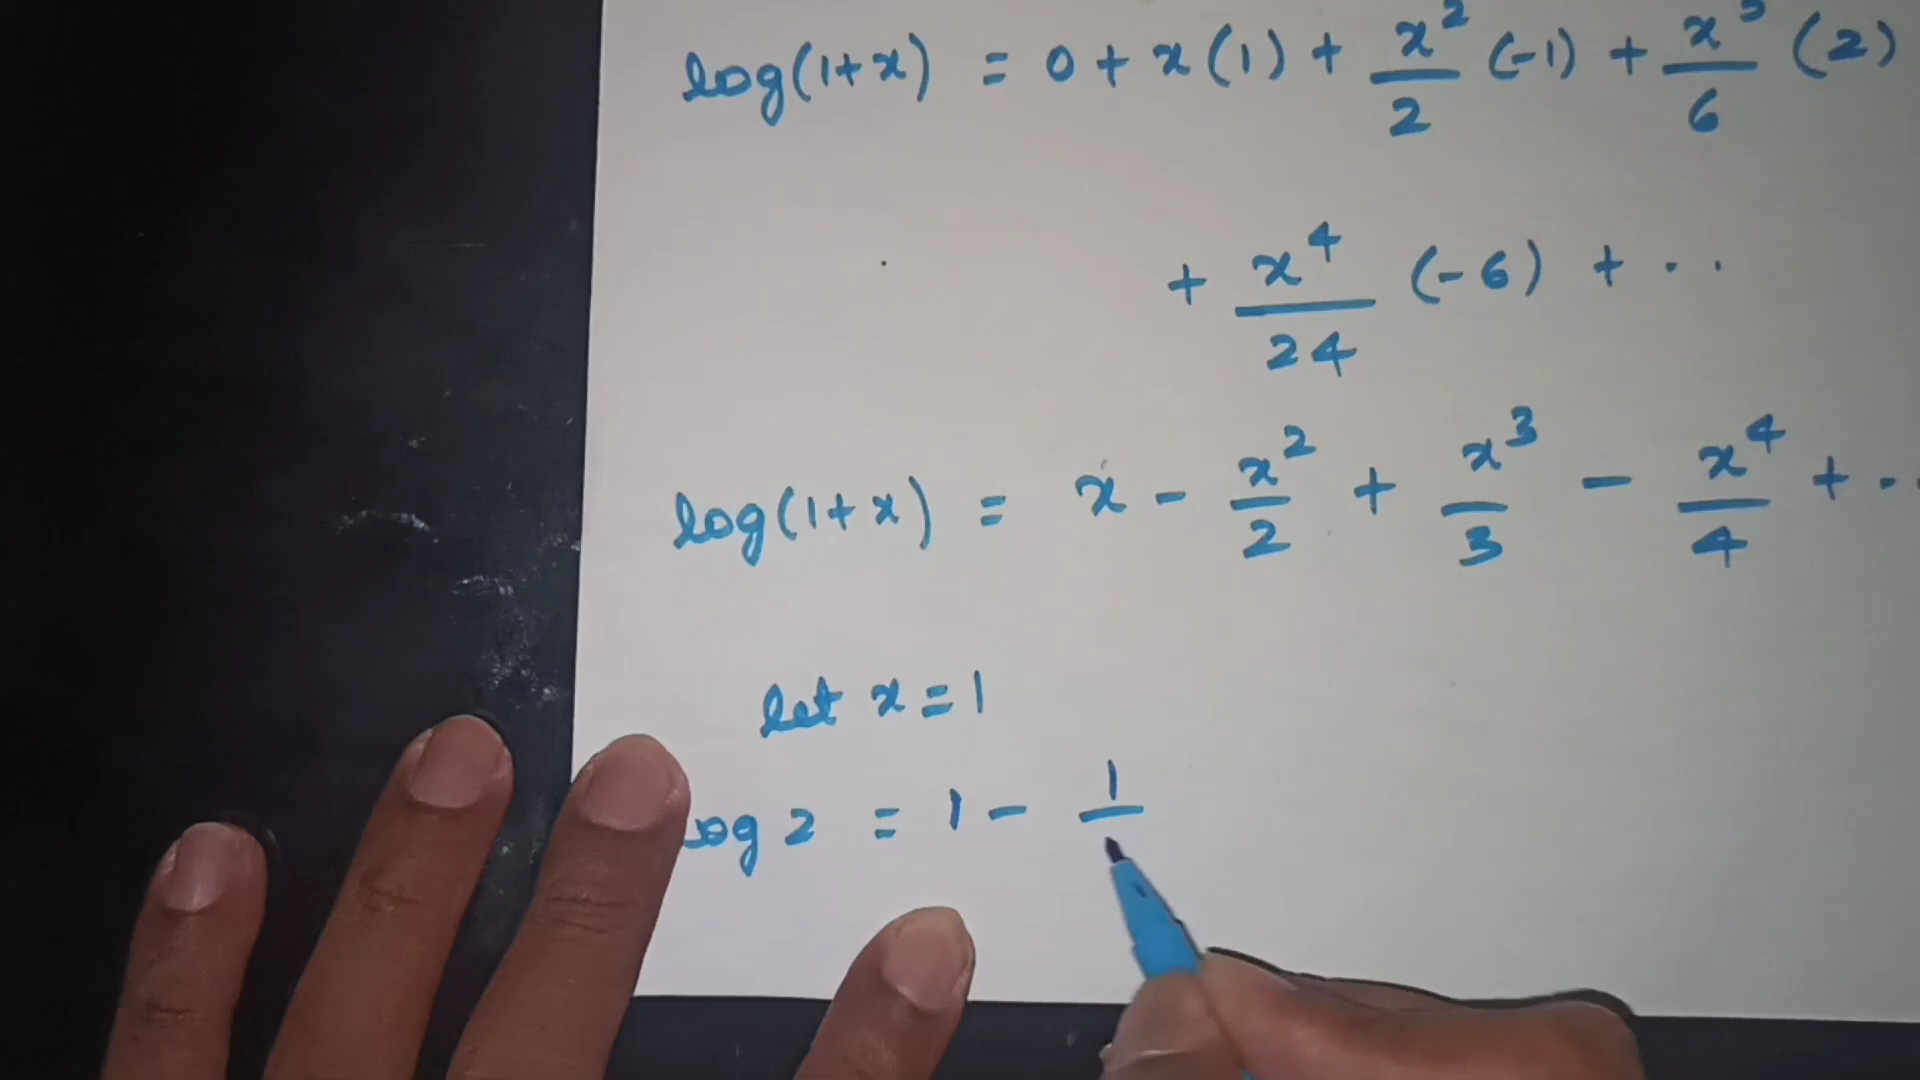 log(1+x) = 0 + x(1) + x²/2 (-1) + x³/6 (2)
+ x⁴/24 (-6) + ..
log(1+x) = x - x²/2 + x³/3 - x⁴/4 + ..
let x = 1
log 2 = 1 - 1/